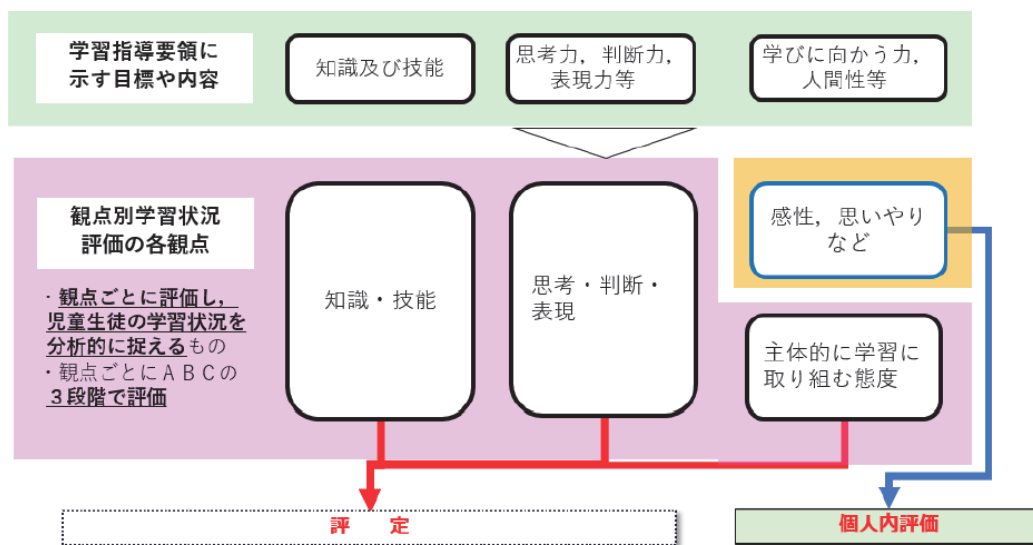 学習指導要領に
示す目標や内容
知識及び技能
思考力，判断力，
表現力等
学びに向かう力，
人間性等
観点別学習状況
評価の各観点
・観点ごとに評価し，
児童生徒の学習状況を
分析的に捉えるもの
・観点ごとにＡＢＣの
３段階で評価
知識・技能
思考・判断・
表現
感性，思いやり
など
主体的に学習に
取り組む態度
評　定
個人内評価